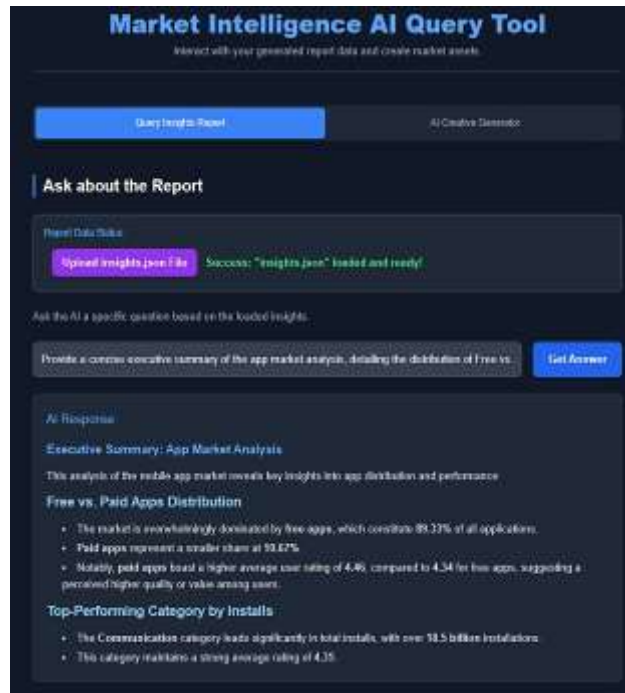 Market Intelligence AI Query Tool
Interact with your generated report data and create market assets.
Query Insights Report
AI Creative Generator
Ask about the Report
Report Data Status
Upload insights.json File
Success: "insights.json" loaded and ready!
Ask the AI a specific question based on the loaded insights.
Provide a concise executive summary of the app market analysis, detailing the distribution of Free vs.
Get Answer
AI Response
Executive Summary: App Market Analysis
This analysis of the mobile app market reveals key insights into app distribution and performance
Free vs. Paid Apps Distribution
• The market is overwhelmingly dominated by free apps, which constitute 89.33% of all applications.
• Paid apps represent a smaller share at 10.67%
• Notably, paid apps boast a higher average user rating of 4.46, compared to 4.34 for free apps, suggesting a
perceived higher quality or value among users.
Top-Performing Category by Installs
• The Communication category leads significantly in total installs, with over 18.5 billion installations
• This category maintains a strong average rating of 4.35.